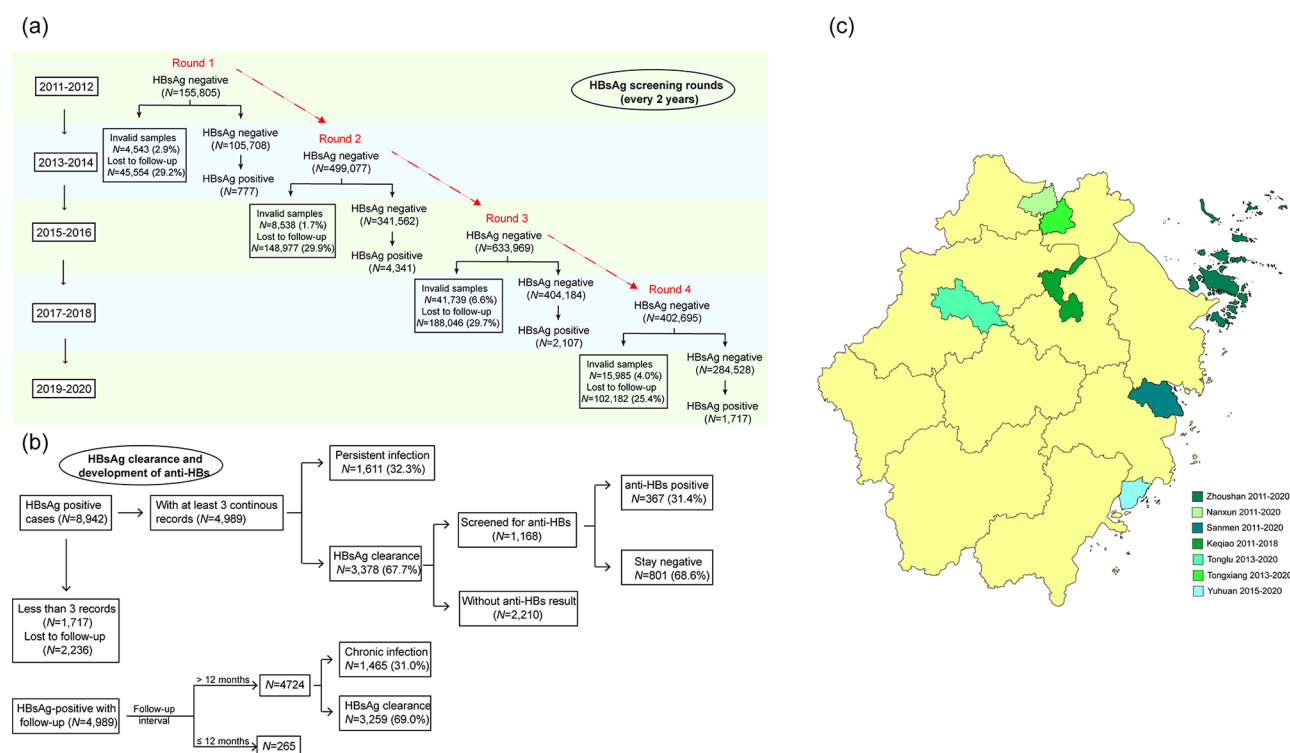 (a)
Round 1
2011-2012
HBsAg negative
(N=155,805)
HBsAg screening rounds
(every 2 years)
Invalid samples
N=4,543 (2.9%)
Lost to follow-up
N=45,554 (29.2%)
HBsAg negative
(N=105,708)
HBsAg positive
(N=777)
2013-2014
Round 2
HBsAg negative
(N=499,077)
Invalid samples
N=8,538 (1.7%)
Lost to follow-up
N=148,977 (29.9%)
HBsAg negative
(N=341,562)
HBsAg positive
(N=4,341)
2015-2016
Round 3
HBsAg negative
(N=633,969)
Invalid samples
N=41,739 (6.6%)
Lost to follow-up
N=188,046 (29.7%)
HBsAg negative
(N=404,184)
HBsAg positive
(N=2,107)
2017-2018
Round 4
HBsAg negative
(N=402,695)
Invalid samples
N=15,985 (4.0%)
Lost to follow-up
N=102,182 (25.4%)
HBsAg negative
(N=284,528)
HBsAg positive
(N=1,717)
2019-2020
(b)
HBsAg clearance and
development of anti-HBs
HBsAg positive
cases
(N=8,942)
With at least 3 continous
records (N=4,989)
Persistent infection
N=1,611 (32.3%)
HBsAg clearance
N=3,378 (67.7%)
Screened for anti-HBs
(N=1,168)
Without anti-HBs result
(N=2,210)
anti-HBs positive
N=367 (31.4%)
Stay negative
N=801 (68.6%)
Less than 3 records
(N=1,717)
Lost to follow-up
(N=2,236)
HBsAg-positive with
follow-up (N=4,989)
Follow-up
interval
> 12 months
N=4724
Chronic infection
N=1,465 (31.0%)
HBsAg clearance
N=3,259 (69.0%)
≤ 12 months
N=265
(c)
Zhoushan 2011-2020
Nanxun 2011-2020
Sanmen 2011-2020
Keqiao 2011-2018
Tonglu 2013-2020
Tongxiang 2013-2020
Yuhuan 2015-2020